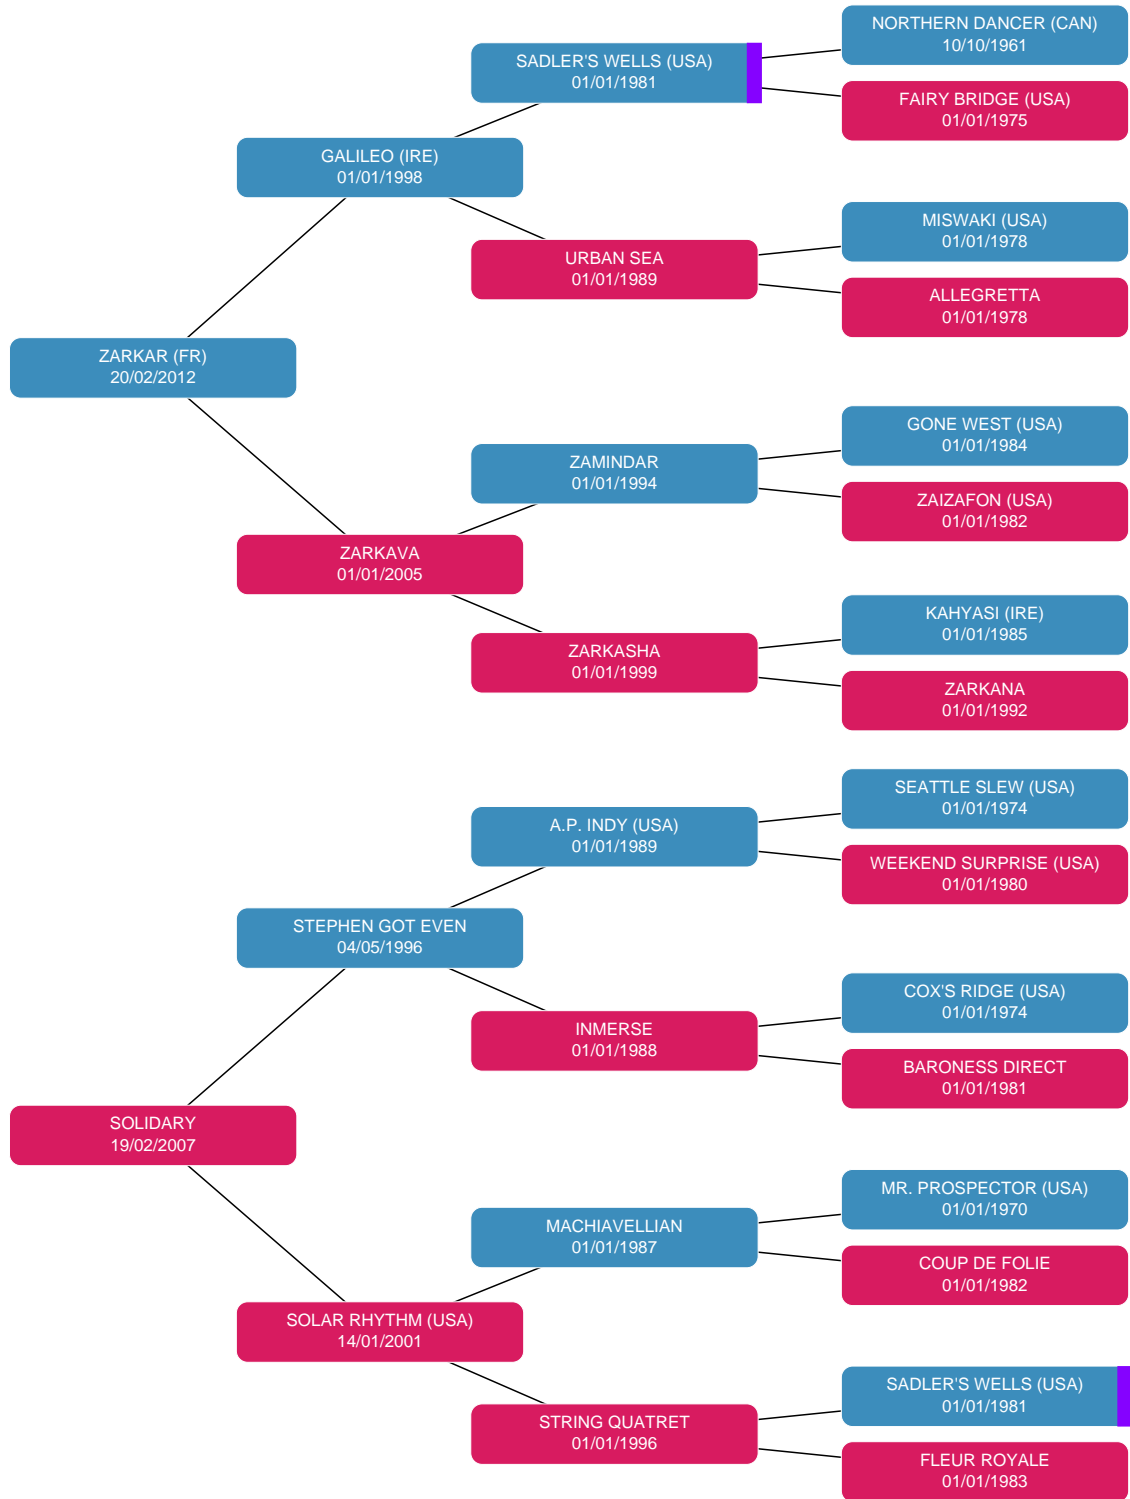 NORTHERN DANCER (CAN)
10/10/1961
SADLER'S WELLS (USA)
01/01/1981
FAIRY BRIDGE (USA)
01/01/1975
GALILEO (IRE)
01/01/1998
MISWAKI (USA)
01/01/1978
URBAN SEA
01/01/1989
ALLEGRETTA
01/01/1978
ZARKAR (FR)
20/02/2012
GONE WEST (USA)
01/01/1984
ZAMINDAR
01/01/1994
ZAIZAFON (USA)
01/01/1982
ZARKAVA
01/01/2005
KAHYASI (IRE)
01/01/1985
ZARKASHA
01/01/1999
ZARKANA
01/01/1992
SEATTLE SLEW (USA)
01/01/1974
A.P. INDY (USA)
01/01/1989
WEEKEND SURPRISE (USA)
01/01/1980
STEPHEN GOT EVEN
04/05/1996
COX'S RIDGE (USA)
01/01/1974
INMERSE
01/01/1988
BARONESS DIRECT
01/01/1981
SOLIDARY
19/02/2007
MR. PROSPECTOR (USA)
01/01/1970
MACHIAVELLIAN
01/01/1987
COUP DE FOLIE
01/01/1982
SOLAR RHYTHM (USA)
14/01/2001
SADLER'S WELLS (USA)
01/01/1981
STRING QUATRET
01/01/1996
FLEUR ROYALE
01/01/1983